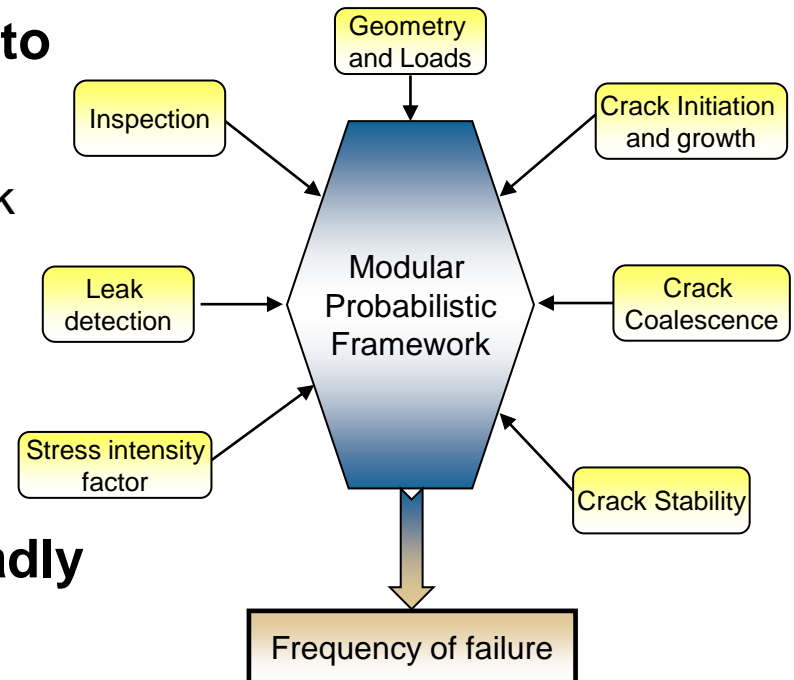 to
Geometry
and Loads
Inspection
Crack Initiation
and growth
k
Modular
Probabilistic
Framework
Leak
detection
Crack
Coalescence
Stress intensity
factor
Crack Stability
adly
Frequency of failure